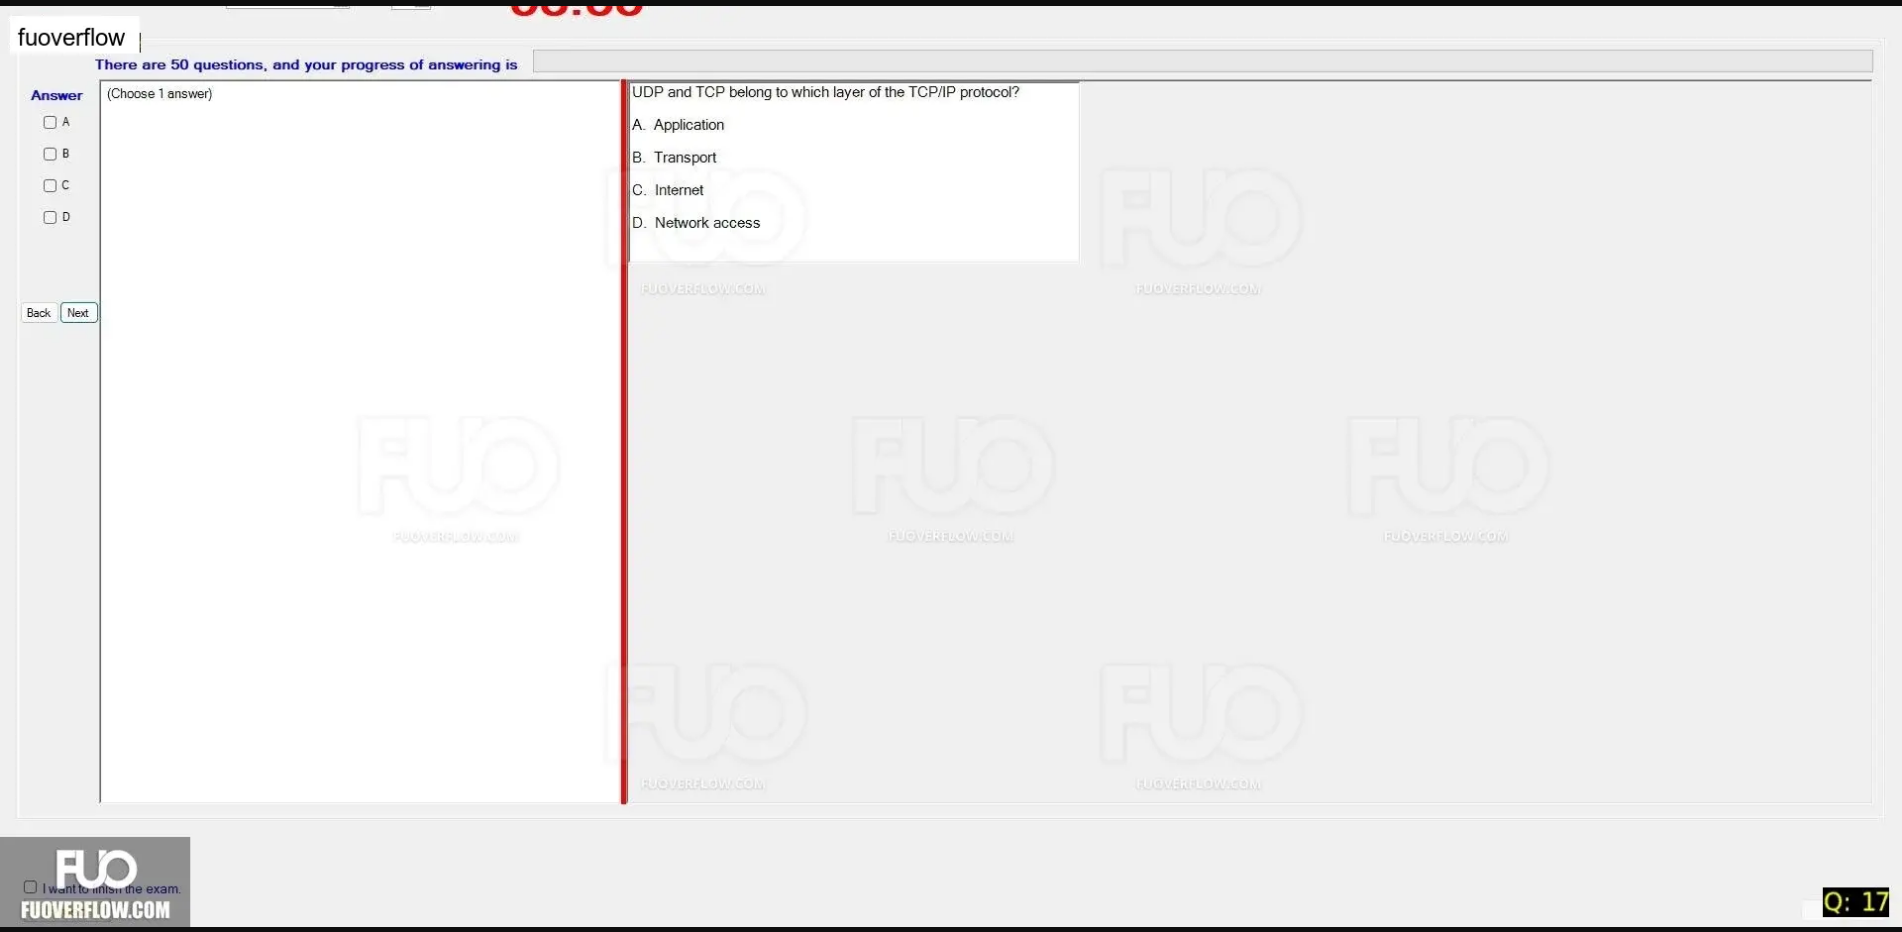 fuoverflow
There are 50 questions, and your progress of answering is
Answer
(Choose 1 answer)
A
B
C
D
Back
Next
UDP and TCP belong to which layer of the TCP/IP protocol?
A. Application
B. Transport
C. Internet
D. Network access
FUO
FUOVERFLOW.COM
FUO
FUOVERFLOW.COM
FUO
FUOVERFLOW.COM
FUO
FUOVERFLOW.COM
FUO
FUOVERFLOW.COM
FUO
FUOVERFLOW.COM
FUO
FUOVERFLOW.COM
FUO
I want to finish the exam.
FUOVERFLOW.COM
Q: 17